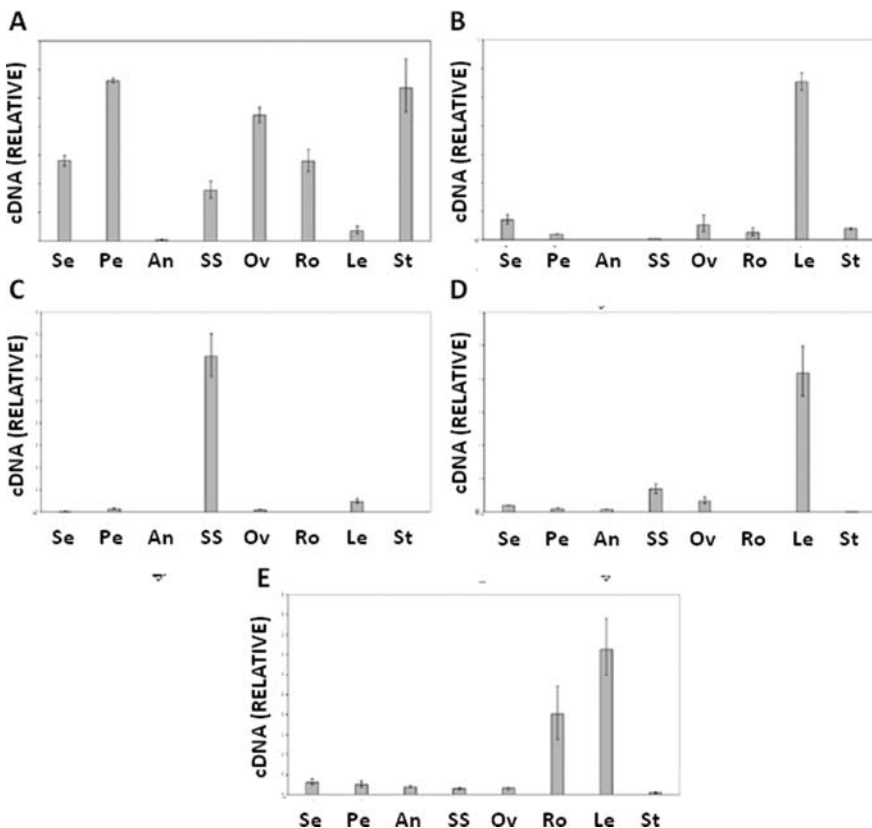 A
cDNA (RELATIVE)
Se Pe An SS Ov Ro Le St
B
cDNA (RELATIVE)
Se Pe An SS Ov Ro Le St
C
cDNA (RELATIVE)
Se Pe An SS Ov Ro Le St
D
cDNA (RELATIVE)
Se Pe An SS Ov Ro Le St
E
cDNA (RELATIVE)
Se Pe An SS Ov Ro Le St